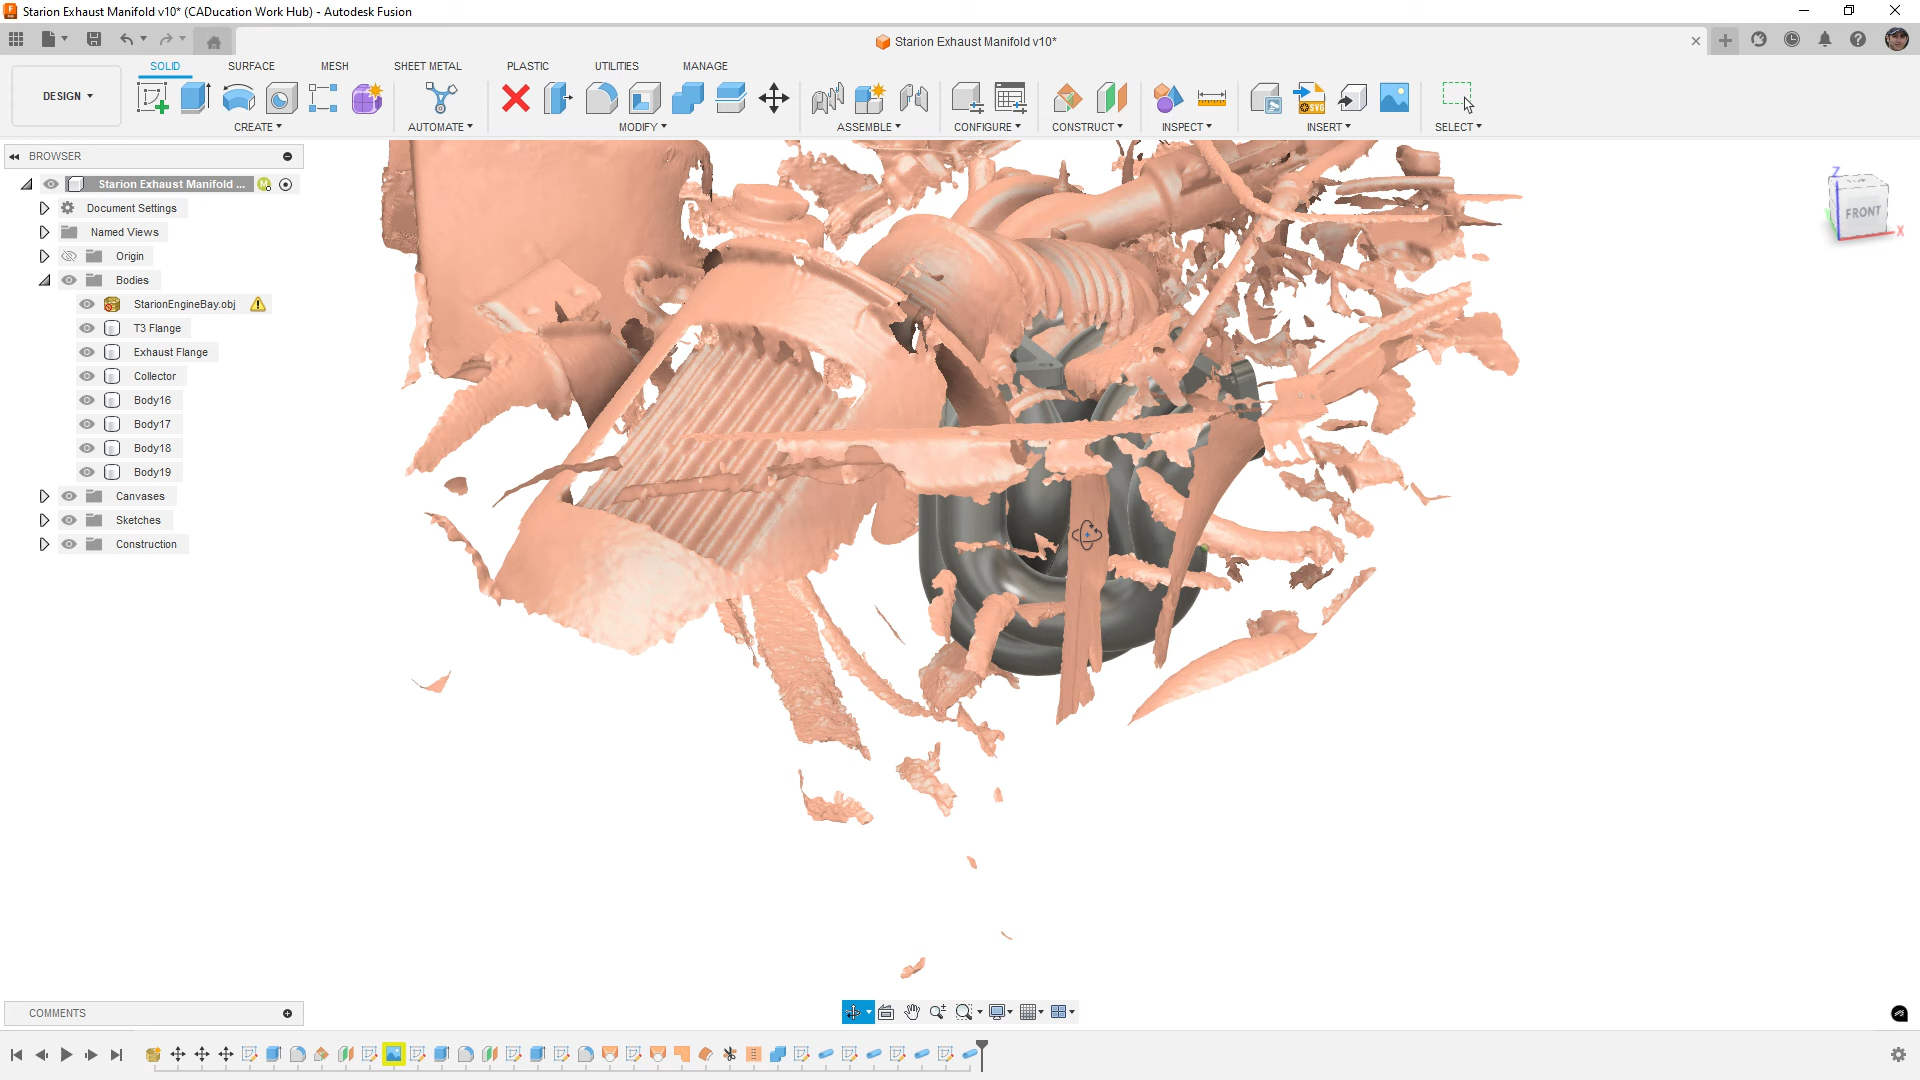 Starion Exhaust Manifold v10* (CADucation Work Hub) - Autodesk Fusion
Starion Exhaust Manifold v10*
DESIGN
SOLID SURFACE MESH SHEET METAL PLASTIC UTILITIES MANAGE
SVG
CREATE AUTOMATE MODIFY ASSEMBLE CONFIGURE CONSTRUCT INSPECT INSERT SELECT
BROWSER
Starion Exhaust Manifold ...
Document Settings
Named Views
Origin
Bodies
StarionEngineBay.obj
T3 Flange
Exhaust Flange
Collector
Body16
Body17
Body18
Body19
Canvases
Sketches
Construction
Z
FRONT
X
COMMENTS